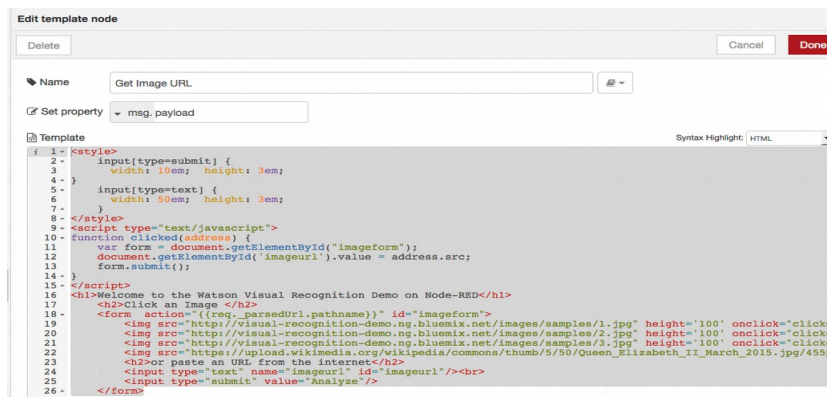 Edit template node
Delete Cancel Done
Name Get Image URL
Set property msg. payload
Template Syntax Highlight: HTML
i 1 <style>
2 input[type=submit] {
3 width: 10em; height: 3em;
4 }
5 input[type=text] {
6 width: 50em; height: 3em;
7 }
8 </style>
9 <script type="text/javascript">
10 function clicked(address) {
11 var form = document.getElementById("imageform");
12 document.getElementById('imageurl').value = address.src;
13 form.submit();
14 }
15 </script>
16 <h1>Welcome to the Watson Visual Recognition Demo on Node-RED</h1>
17 <h2>Click an Image </h2>
18 <form action="{{req._parsedUrl.pathname}}" id="imageform">
19 <img src="http://visual-recognition-demo.ng.bluemix.net/images/samples/1.jpg" height='100' onclick="click
20 <img src="http://visual-recognition-demo.ng.bluemix.net/images/samples/2.jpg" height='100' onclick="click
21 <img src="http://visual-recognition-demo.ng.bluemix.net/images/samples/3.jpg" height='100' onclick="click
22 <img src="https://upload.wikimedia.org/wikipedia/commons/thumb/5/50/Queen_Elizabeth_II_March_2015.jpg/455
23 <h2>or paste an URL from the internet</h2>
24 <input type="text" name="imageurl" id="imageurl"/><br>
25 <input type="submit" value="Analyze"/>
26 </form>